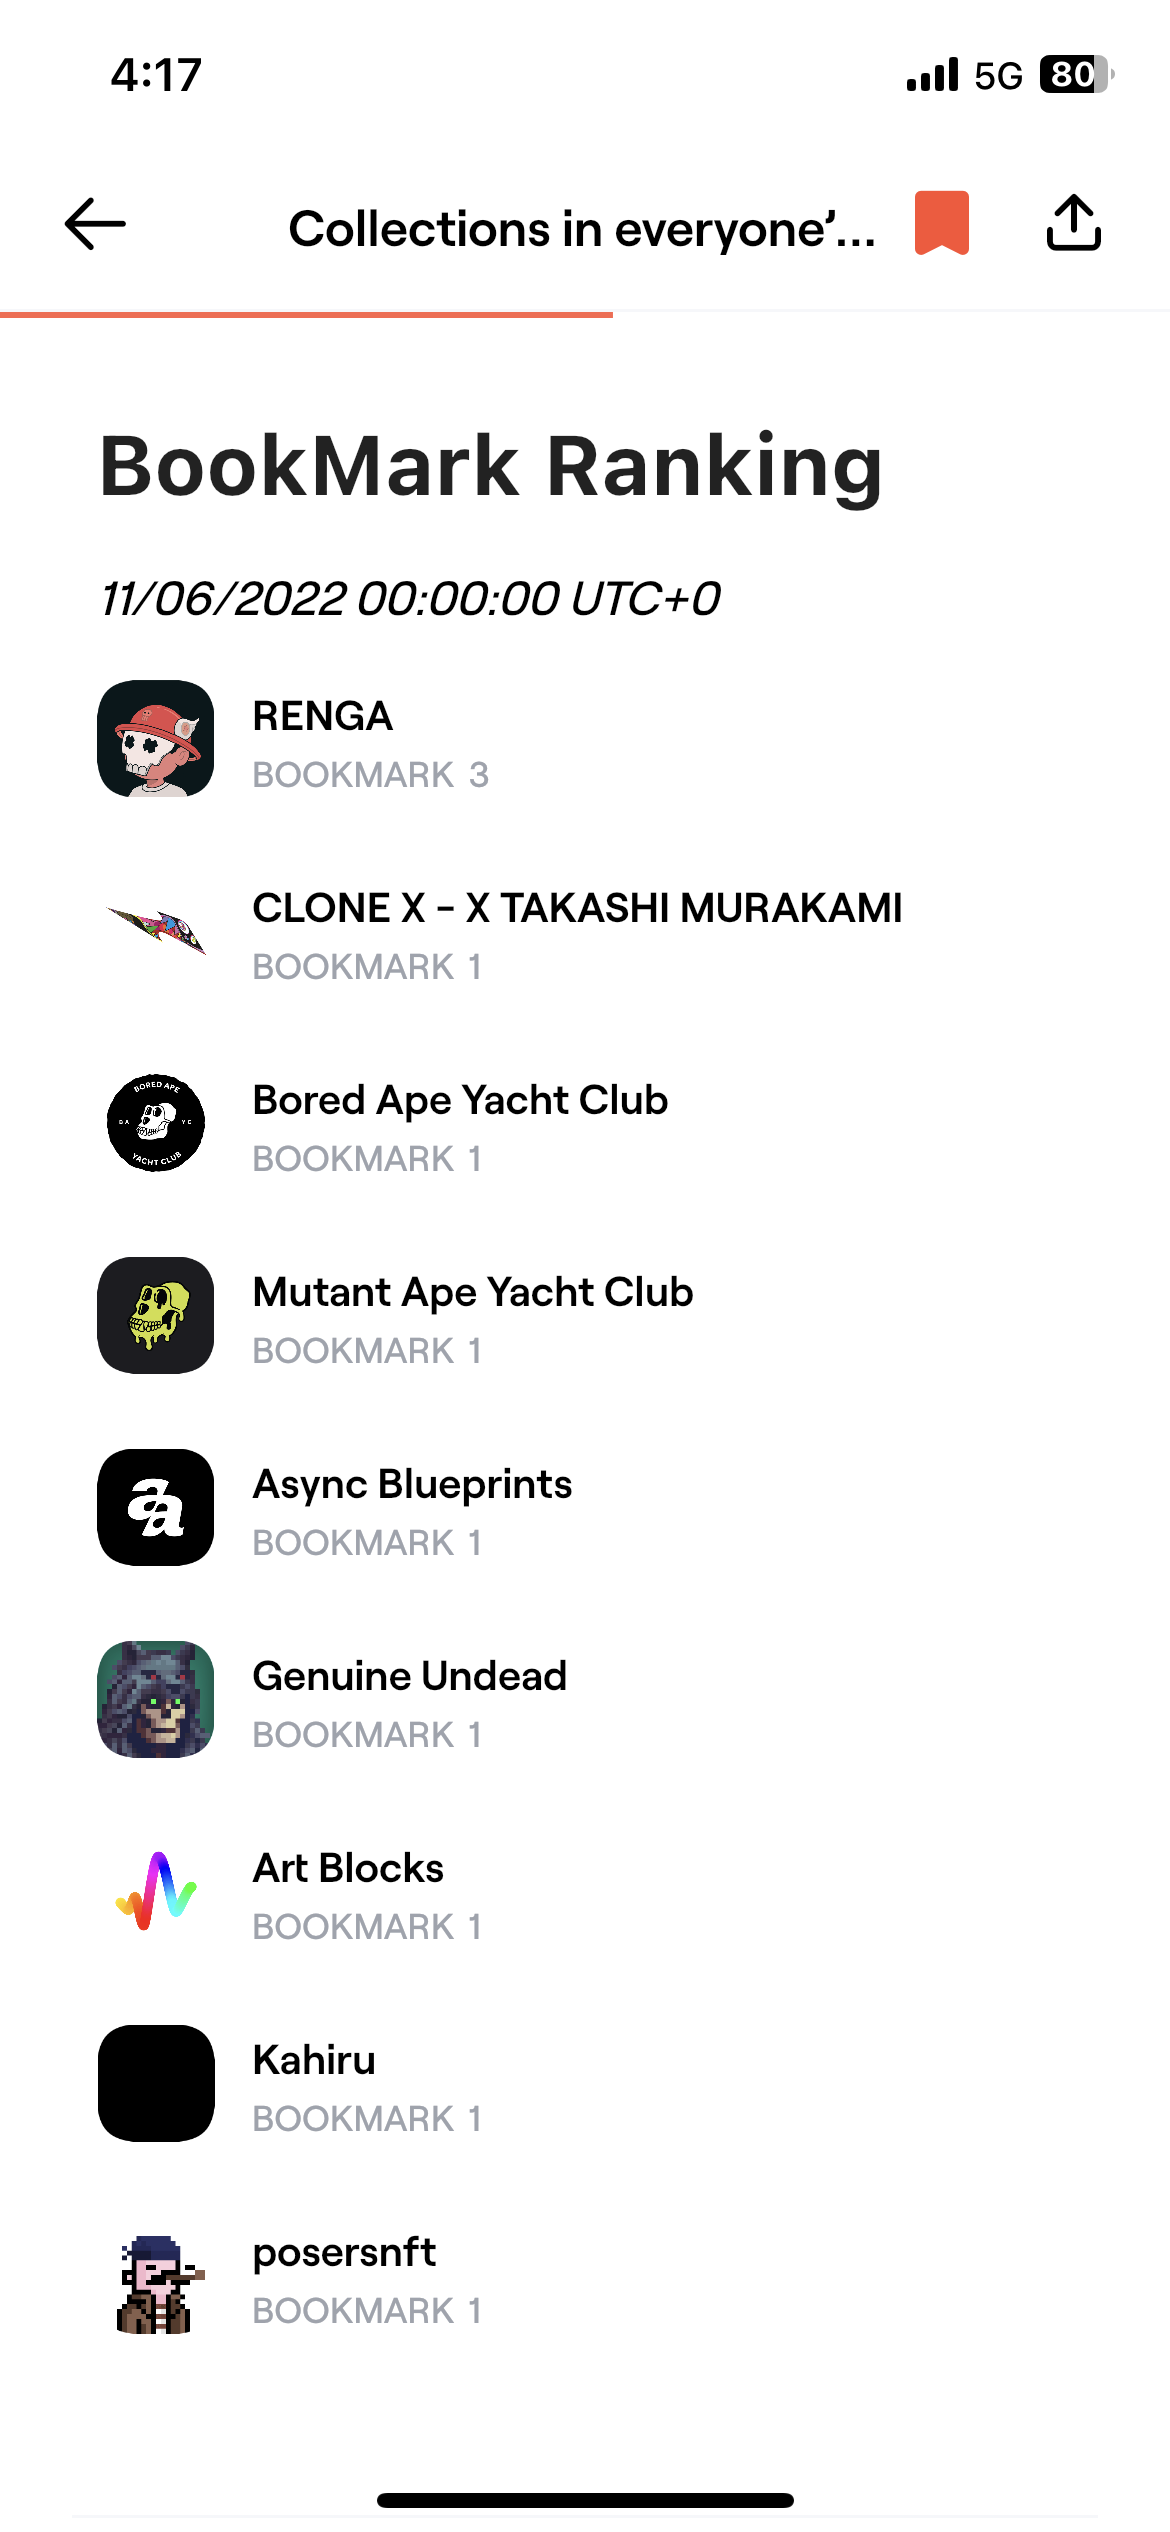 4:17
5G 80
Collections in everyone’...
BookMark Ranking
11/06/2022 00:00:00 UTC+0
RENGA
BOOKMARK 3
CLONE X - X TAKASHI MURAKAMI
BOOKMARK 1
BORED APE
BA YC
YACHT CLUB
Bored Ape Yacht Club
BOOKMARK 1
Mutant Ape Yacht Club
BOOKMARK 1
Async Blueprints
BOOKMARK 1
Genuine Undead
BOOKMARK 1
Art Blocks
BOOKMARK 1
Kahiru
BOOKMARK 1
posersnft
BOOKMARK 1